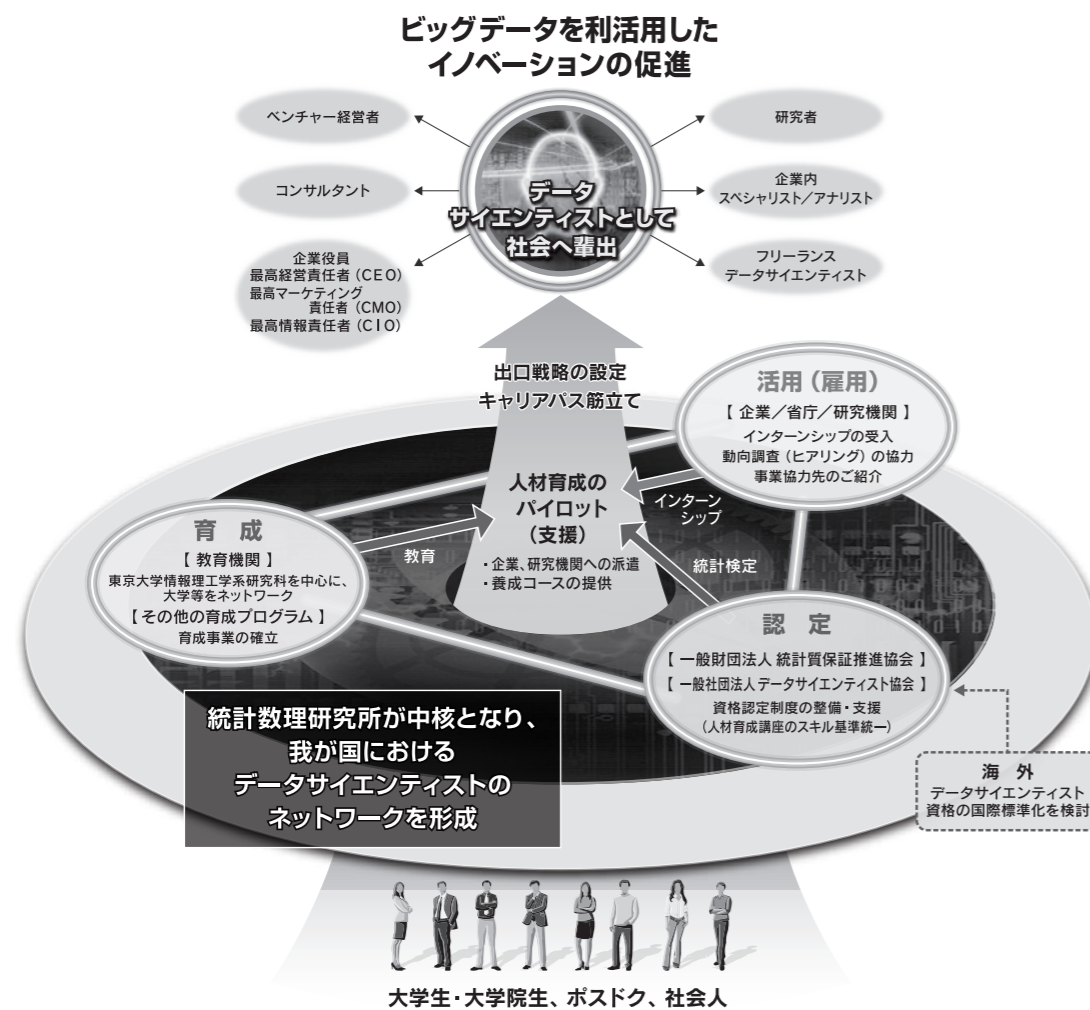 ビッグデータを利活用した
イノベーションの促進
ベンチャー経営者
コンサルタント
企業役員
最高経営責任者（CEO）
最高マーケティング
責任者（CMO）
最高情報責任者（CIO）
データ
サイエンティストとして
社会へ輩出
研究者
企業内
スペシャリスト／アナリスト
フリーランス
データサイエンティスト
出口戦略の設定
キャリアパス筋立て
活用（雇用）
【 企業／省庁／研究機関 】
インターンシップの受入
動向調査（ヒアリング）の協力
事業協力先のご紹介
人材育成の
パイロット
（支援）
・企業、研究機関への派遣
・養成コースの提供
インターン
シップ
教育
統計検定
育　成
【 教育機関 】
東京大学情報理工学系研究科を中心に、
大学等をネットワーク
【 その他の育成プログラム 】
育成事業の確立
認　定
【 一般財団法人 統計質保証推進協会 】
【 一般社団法人データサイエンティスト協会 】
資格認定制度の整備・支援
（人材育成講座のスキル基準統一）
統計数理研究所が中核となり、
我が国における
データサイエンティストの
ネットワークを形成
海　外
データサイエンティスト
資格の国際標準化を検討
大学生・大学院生、ポスドク、社会人